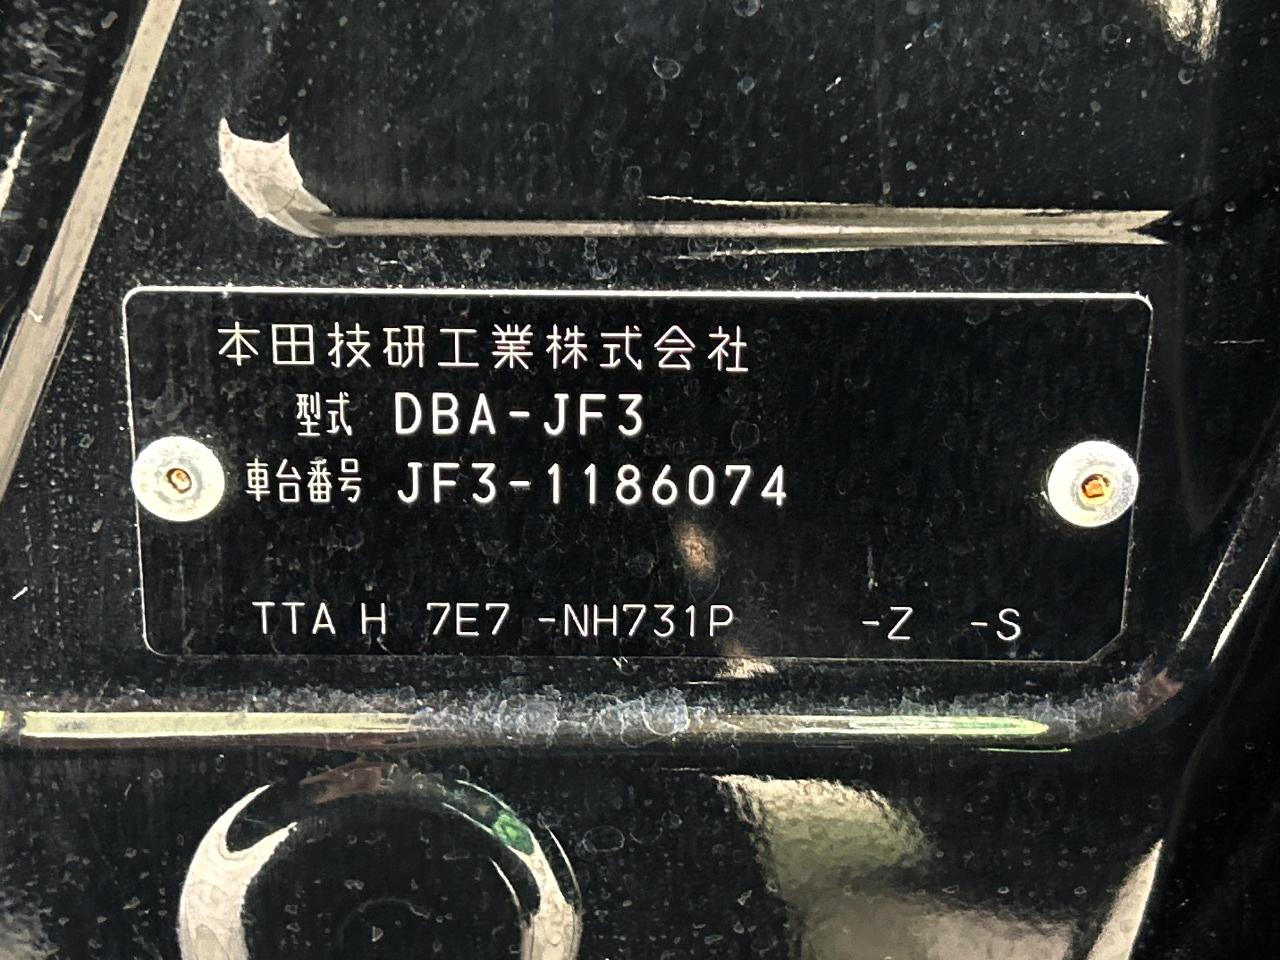 本田技研工業株式会社
型式 DBA-JF3
車台番号 JF3-1186074
TTA H 7E7 -NH731P -Z -S